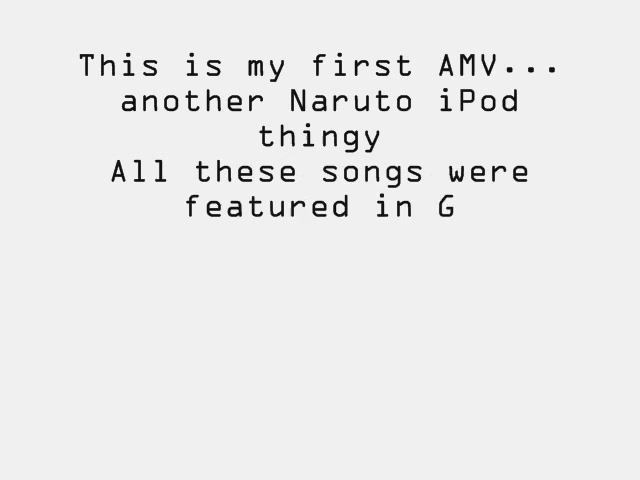 This is my first AMV...
another Naruto iPod
thingy
All these songs were
featured in G